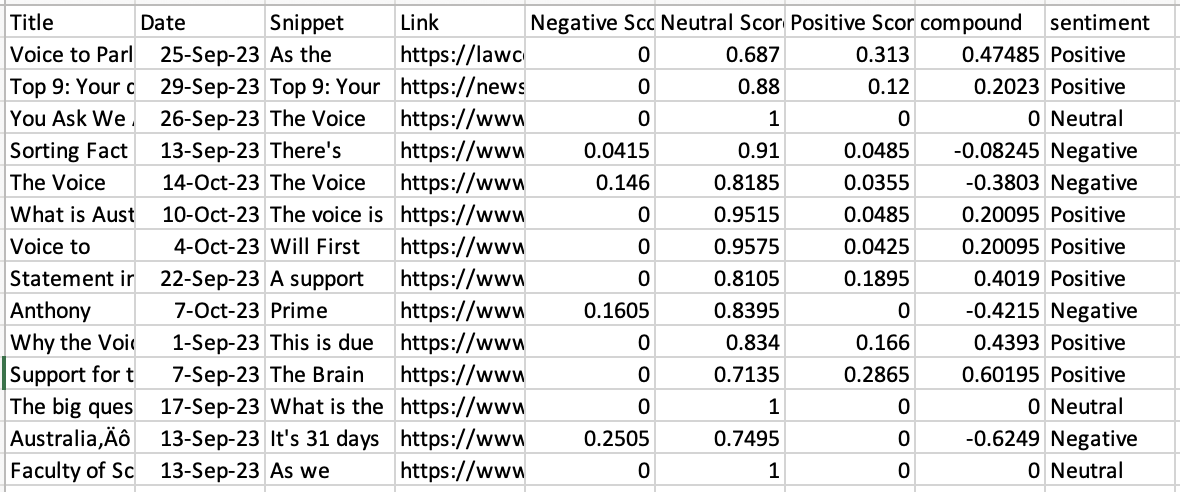 Title Date Snippet Link Negative Sco Neutral Score Positive Scor compound sentiment
Voice to Parl 25-Sep-23 As the https://lawc 0 0.687 0.313 0.47485 Positive
Top 9: Your 29-Sep-23 Top 9: Your https://news 0 0.88 0.12 0.2023 Positive
You Ask We 26-Sep-23 The Voice https://www 0 1 0 0 Neutral
Sorting Fact 13-Sep-23 There's https://www 0.0415 0.91 0.0485 -0.08245 Negative
The Voice 14-Oct-23 The Voice https://www 0.146 0.8185 0.0355 -0.3803 Negative
What is Aust 10-Oct-23 The voice is https://www 0 0.9515 0.0485 0.20095 Positive
Voice to 4-Oct-23 Will First https://www 0 0.9575 0.0425 0.20095 Positive
Statement in 22-Sep-23 A support https://www 0 0.8105 0.1895 0.4019 Positive
Anthony 7-Oct-23 Prime https://www 0.1605 0.8395 0 -0.4215 Negative
Why the Voic 1-Sep-23 This is due https://www 0 0.834 0.166 0.4393 Positive
Support for t 7-Sep-23 The Brain https://www 0 0.7135 0.2865 0.60195 Positive
The big ques 17-Sep-23 What is the https://www 0 1 0 0 Neutral
Australia‚Äô 13-Sep-23 It's 31 days https://www 0.2505 0.7495 0 -0.6249 Negative
Faculty of Sc 13-Sep-23 As we https://www 0 1 0 0 Neutral